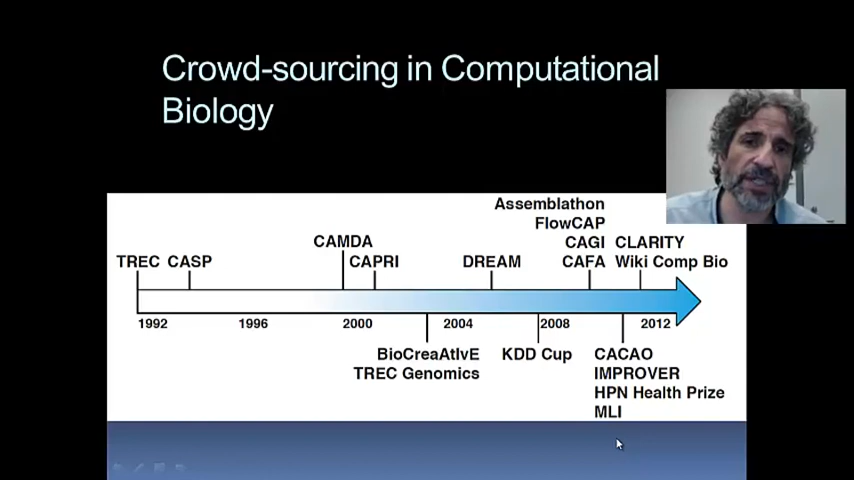 Crowd-sourcing in Computational
Biology
Assemblathon
FlowCAP
CAMDA
CAGI CLARITY
TREC CASP
CAPRI
DREAM
CAFA Wiki Comp Bio
1992 1996 2000 2004 2008 2012
BioCreaAtIvE KDD Cup CACAO
TREC Genomics IMPROVER
HPN Health Prize
MLI